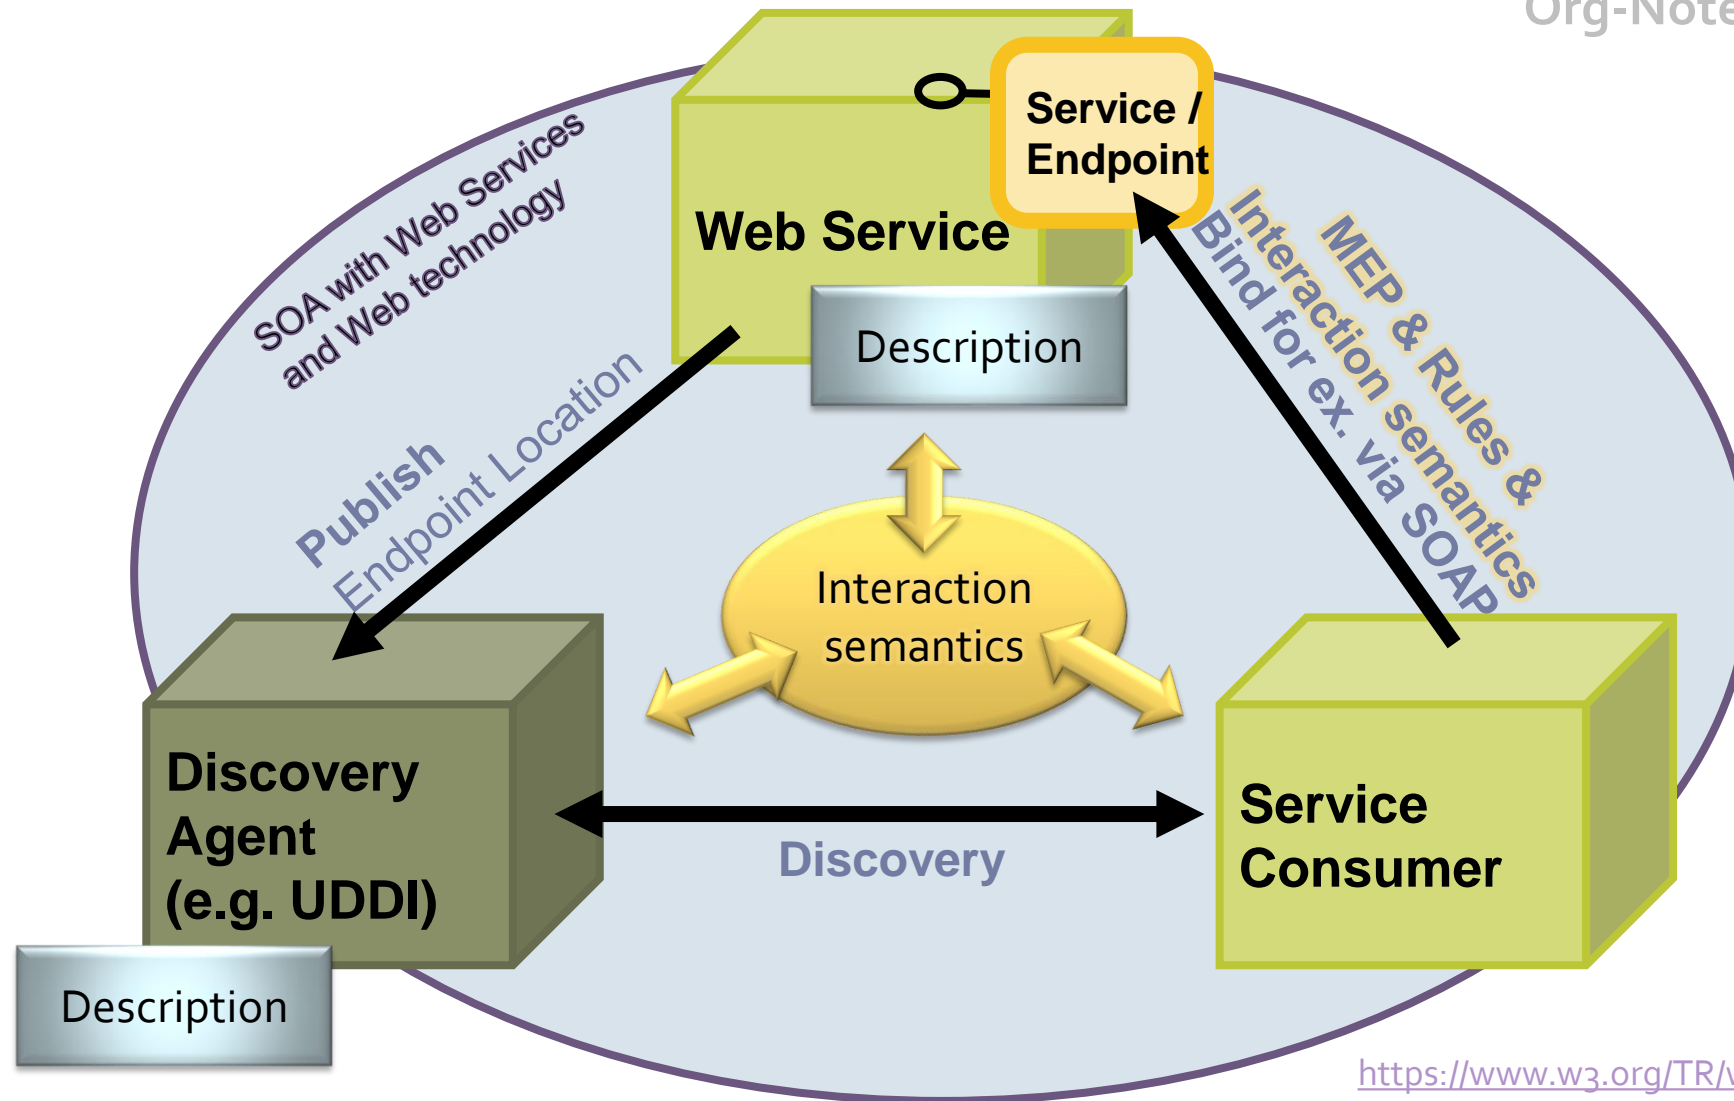 Org-Note
Service /
Endpoint
SOA with Web Services
and Web technology
Web Service
Description
MEP & Rules &
Interaction semantics
Bind for ex. via SOAP
Publish
Endpoint Location
Interaction
semantics
Discovery
Agent
(e.g. UDDI)
Discovery
Service
Consumer
Description
https://www.w3.org/TR/